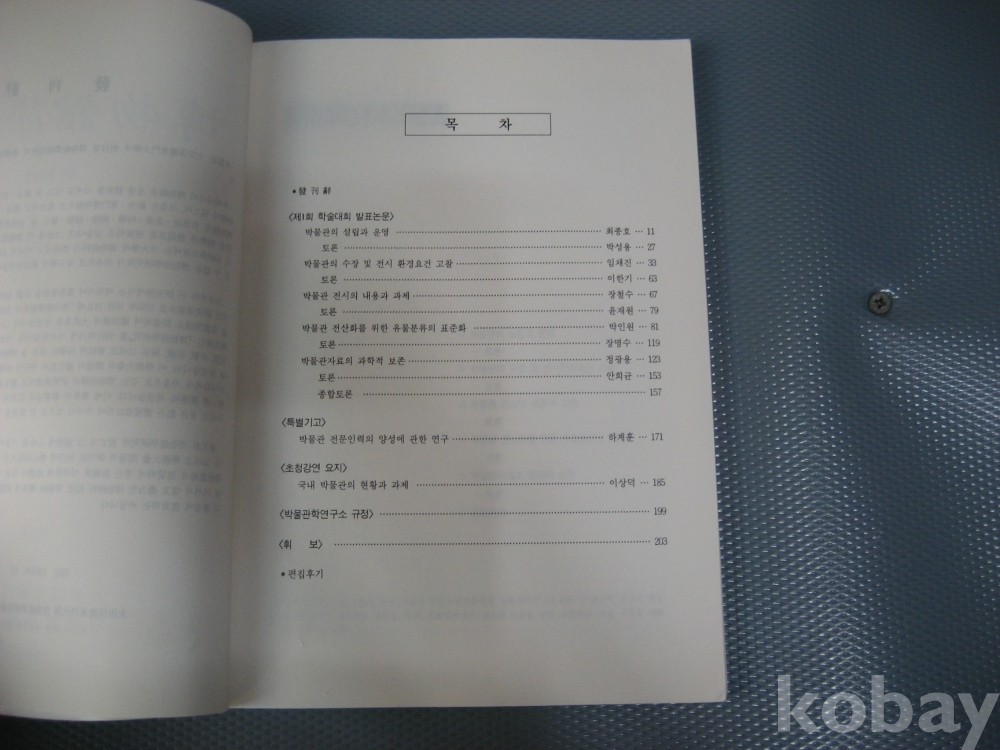 목 차
• 發刊辭
〈제1회 학술대회 발표논문〉
박물관의 설립과 운영 ··· 최종호 ··· 11
토론 ··· 박성용 ··· 27
박물관의 수장 및 전시 환경요건 고찰 ··· 임채진 ··· 33
토론 ··· 이한기 ··· 63
박물관 전시의 내용과 과제 ··· 장철수 ··· 67
토론 ··· 윤재원 ··· 79
박물관 전산화를 위한 유물분류의 표준화 ··· 박인원 ··· 81
토론 ··· 장명수 ··· 119
박물관자료의 과학적 보존 ··· 정광용 ··· 123
토론 ··· 안희균 ··· 153
종합토론 ··· 157
〈특별기고〉
박물관 전문인력의 양성에 관한 연구 ··· 하계훈 ··· 171
〈초청강연 요지〉
국내 박물관의 현황과 과제 ··· 이상덕 ··· 185
〈박물관학연구소 규정〉 ··· 199
〈휘 보〉 ··· 203
• 편집후기
kobay